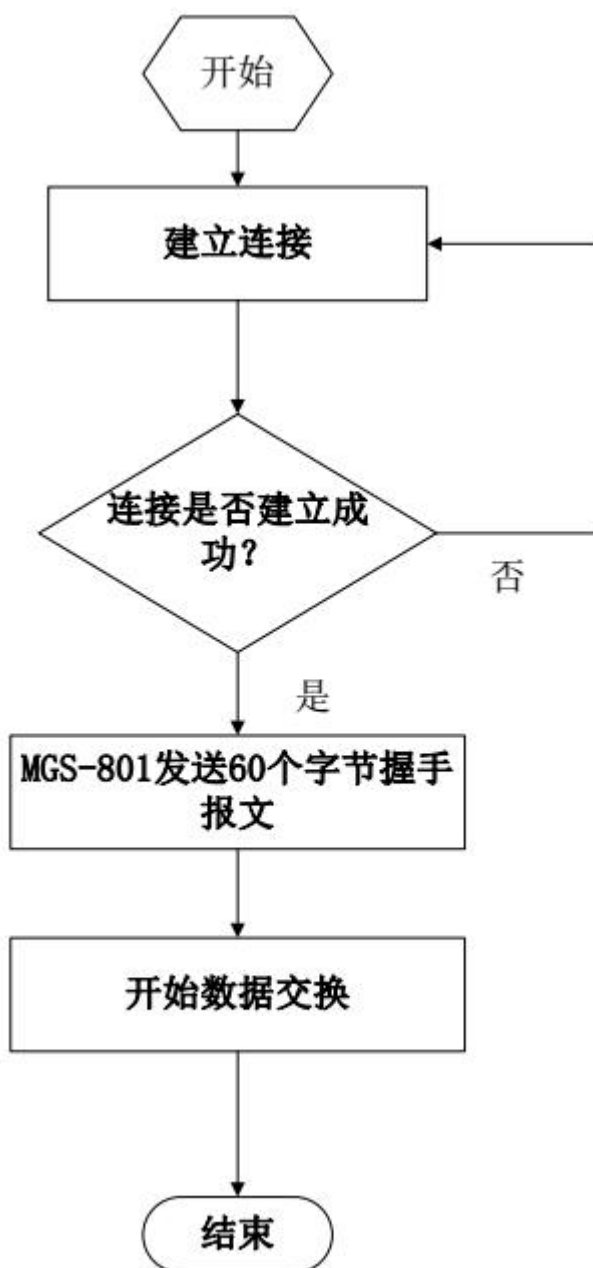 开始
建立连接
连接是否建立成
功？
否
是
MGS-801发送60个字节握手
报文
开始数据交换
结束